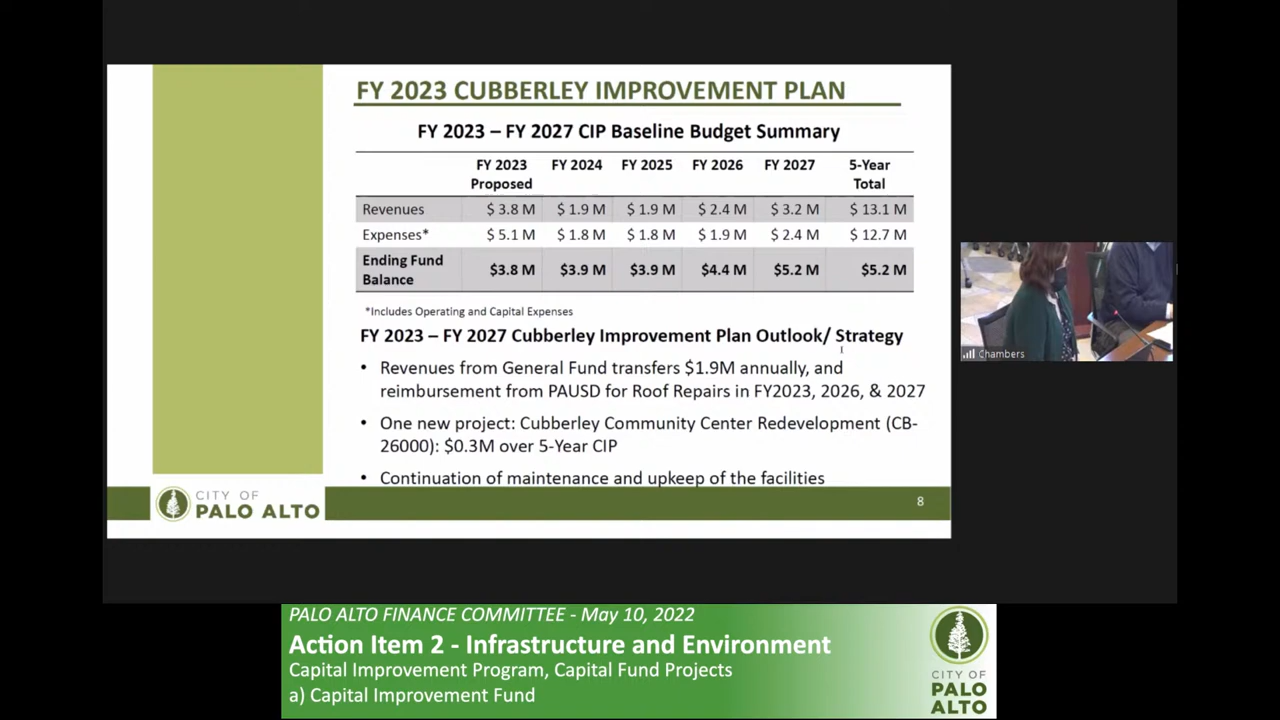 FY 2023 CUBBERLEY IMPROVEMENT PLAN
FY 2023 – FY 2027 CIP Baseline Budget Summary
FY 2023 Proposed FY 2024 FY 2025 FY 2026 FY 2027 5-Year Total
Revenues $ 3.8 M $ 1.9 M $ 1.9 M $ 2.4 M $ 3.2 M $ 13.1 M
Expenses* $ 5.1 M $ 1.8 M $ 1.8 M $ 1.9 M $ 2.4 M $ 12.7 M
Ending Fund Balance $3.8 M $3.9 M $3.9 M $4.4 M $5.2 M $5.2 M
*Includes Operating and Capital Expenses
FY 2023 – FY 2027 Cubberley Improvement Plan Outlook/ Strategy
• Revenues from General Fund transfers $1.9M annually, and
reimbursement from PAUSD for Roof Repairs in FY2023, 2026, & 2027
• One new project: Cubberley Community Center Redevelopment (CB-
26000): $0.3M over 5-Year CIP
• Continuation of maintenance and upkeep of the facilities
CITY OF
PALO ALTO
8
Chambers
PALO ALTO FINANCE COMMITTEE - May 10, 2022
Action Item 2 - Infrastructure and Environment
Capital Improvement Program, Capital Fund Projects
a) Capital Improvement Fund
CITY OF
PALO
ALTO